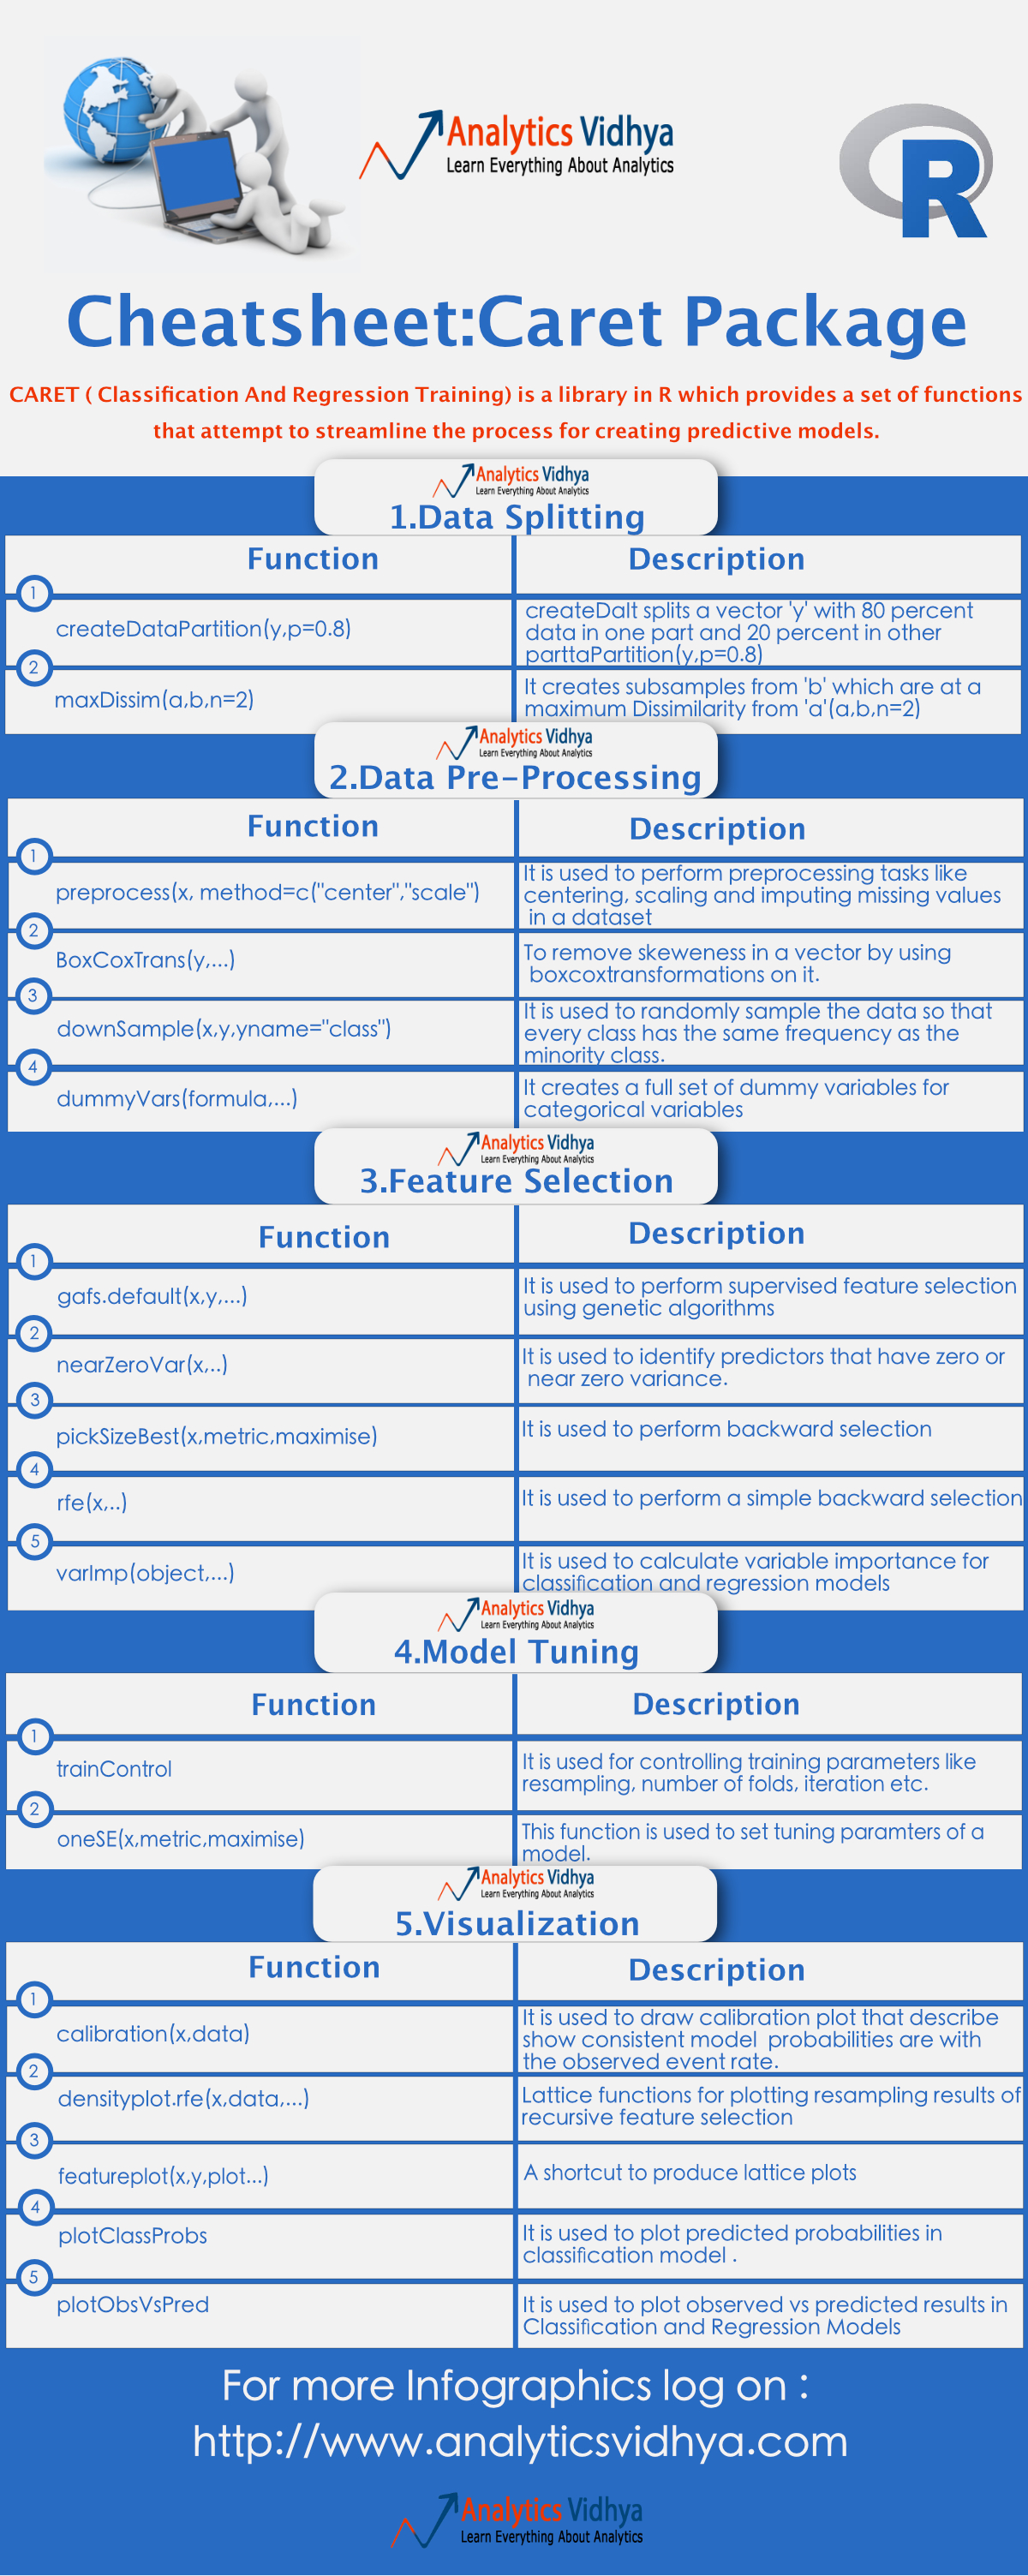 Analytics Vidhya
Learn Everything About Analytics
R
Cheatsheet:Caret Package
CARET ( Classification And Regression Training) is a library in R which provides a set of functions
that attempt to streamline the process for creating predictive models.
Analytics Vidhya
Learn Everything About Analytics
1.Data Splitting
Function
Description
1
createDataPartition(y,p=0.8)
createDalt splits a vector 'y' with 80 percent
data in one part and 20 percent in other
parttaPartition(y,p=0.8)
2
maxDissim(a,b,n=2)
It creates subsamples from 'b' which are at a
maximum Dissimilarity from 'a'(a,b,n=2)
Analytics Vidhya
Learn Everything About Analytics
2.Data Pre-Processing
Function
Description
1
preprocess(x, method=c("center","scale")
It is used to perform preprocessing tasks like
centering, scaling and imputing missing values
in a dataset
2
BoxCoxTrans(y,...)
To remove skeweness in a vector by using
boxcoxtransformations on it.
3
downSample(x,y,yname="class")
It is used to randomly sample the data so that
every class has the same frequency as the
minority class.
4
dummyVars(formula,...)
It creates a full set of dummy variables for
categorical variables
Analytics Vidhya
Learn Everything About Analytics
3.Feature Selection
Function
Description
1
gafs.default(x,y,...)
It is used to perform supervised feature selection
using genetic algorithms
2
nearZeroVar(x,..)
It is used to identify predictors that have zero or
near zero variance.
3
pickSizeBest(x,metric,maximise)
It is used to perform backward selection
4
rfe(x,..)
It is used to perform a simple backward selection
5
varImp(object,...)
It is used to calculate variable importance for
classification and regression models
Analytics Vidhya
Learn Everything About Analytics
4.Model Tuning
Function
Description
1
trainControl
It is used for controlling training parameters like
resampling, number of folds, iteration etc.
2
oneSE(x,metric,maximise)
This function is used to set tuning paramters of a
model.
Analytics Vidhya
Learn Everything About Analytics
5.Visualization
Function
Description
1
calibration(x,data)
It is used to draw calibration plot that describe
show consistent model probabilities are with
the observed event rate.
2
densityplot.rfe(x,data,...)
Lattice functions for plotting resampling results of
recursive feature selection
3
featureplot(x,y,plot...)
A shortcut to produce lattice plots
4
plotClassProbs
It is used to plot predicted probabilities in
classification model .
5
plotObsVsPred
It is used to plot observed vs predicted results in
Classification and Regression Models
For more Infographics log on :
http://www.analyticsvidhya.com
Analytics Vidhya
Learn Everything About Analytics